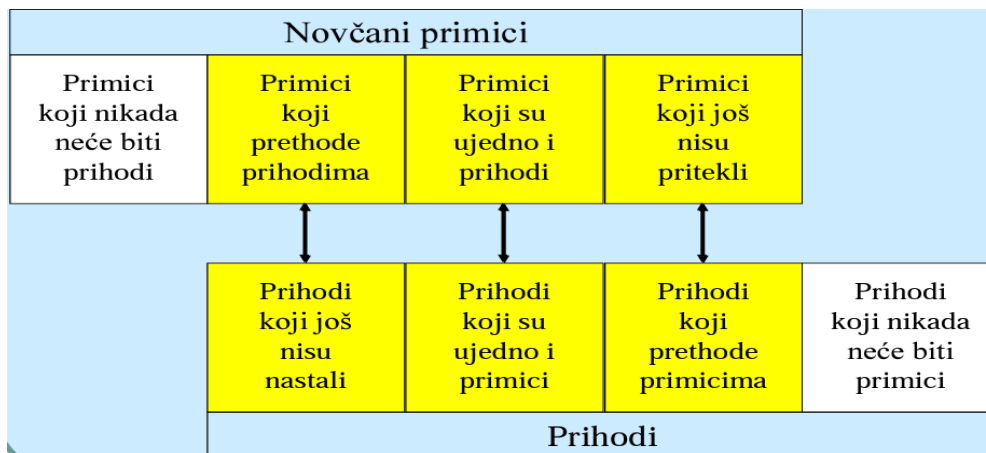 Novčani primici
Primici
koji nikada
neće biti
prihodi
Primici
koji
prethode
prihodima
Primici
koji su
ujedno i
prihodi
Primici
koji još
nisu
pritekli
Prihodi
koji još
nisu
nastali
Prihodi
koji su
ujedno i
primici
Prihodi
koji
prethode
primicima
Prihodi
koji nikada
neće biti
primici
Prihodi